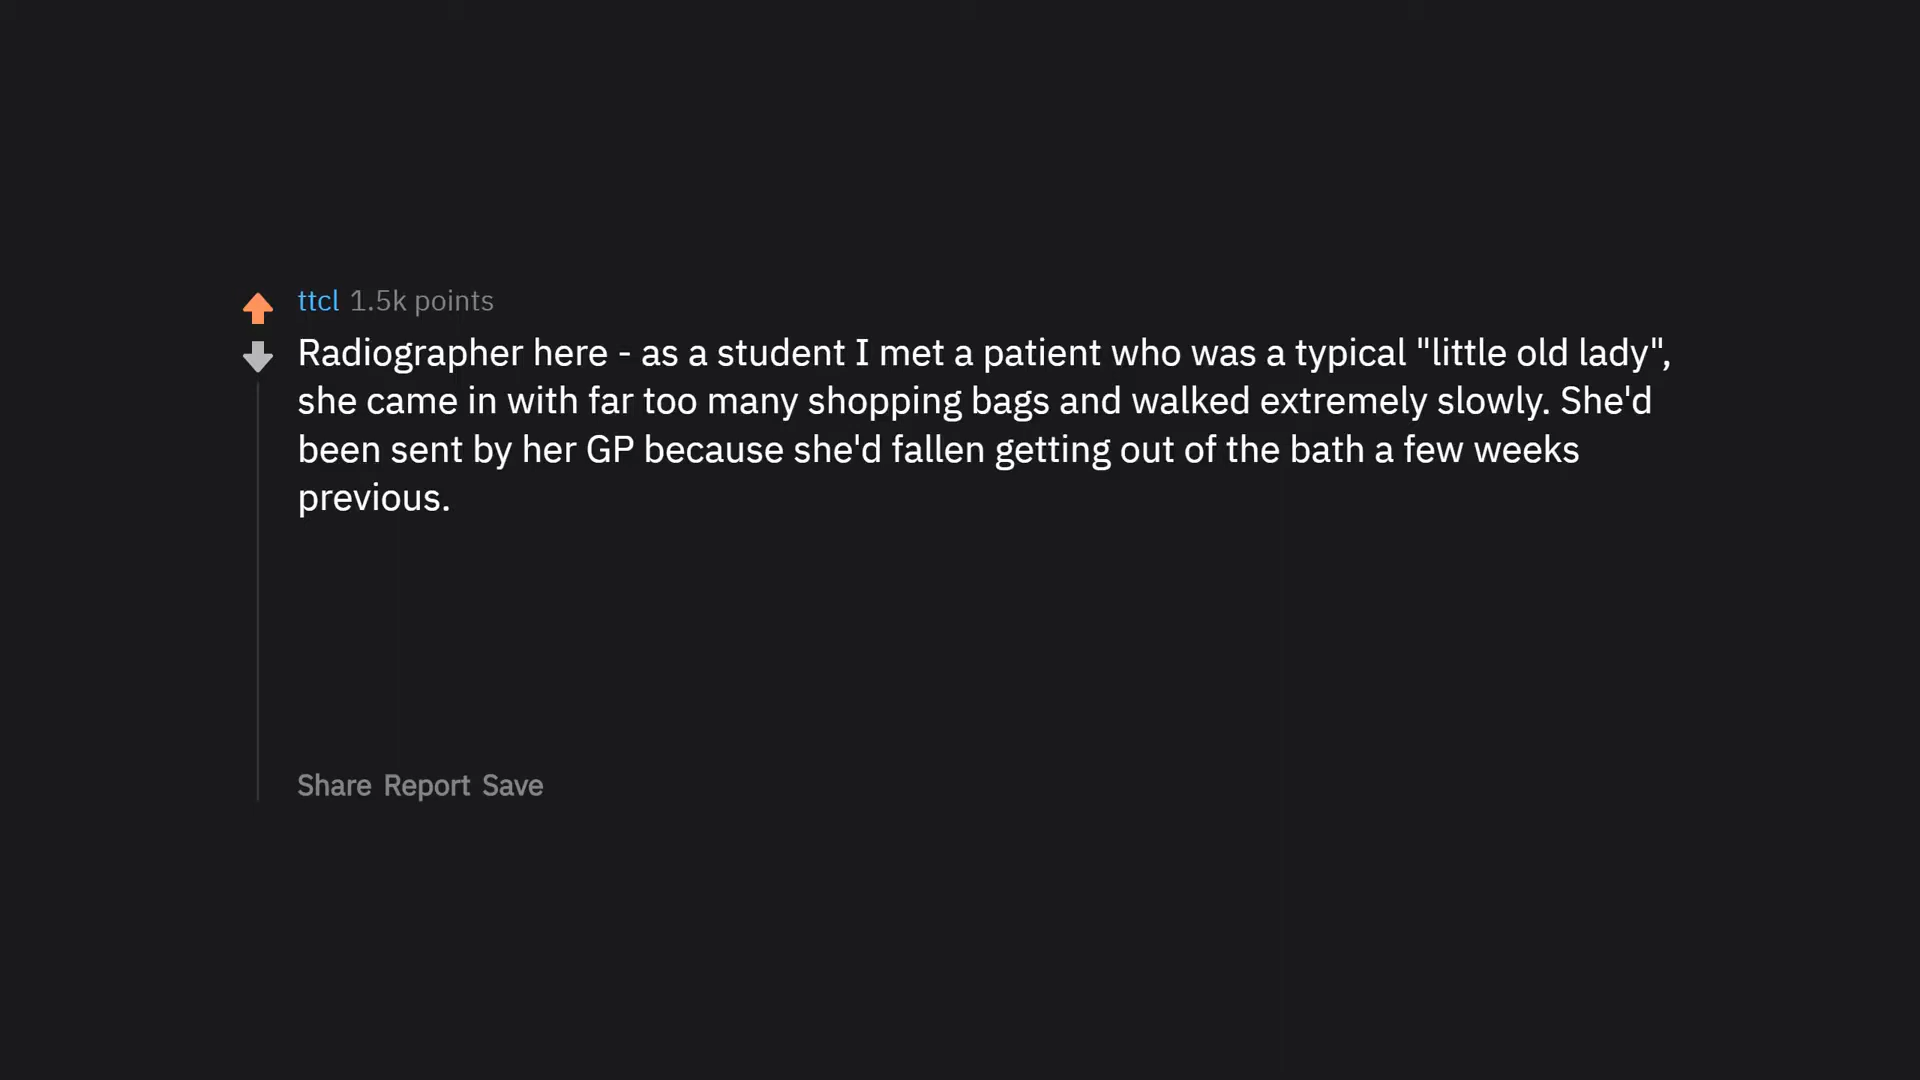 ttcl 1.5k points
Radiographer here - as a student I met a patient who was a typical "little old lady",
she came in with far too many shopping bags and walked extremely slowly. She'd
been sent by her GP because she'd fallen getting out of the bath a few weeks
previous.
Share Report Save